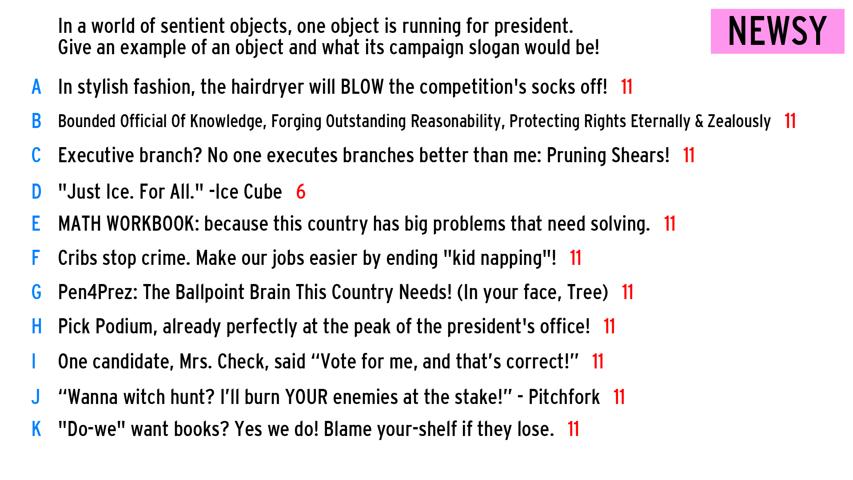 In a world of sentient objects, one object is running for president.
Give an example of an object and what its campaign slogan would be!
NEWSY
A In stylish fashion, the hairdryer will BLOW the competition's socks off! 11
B Bounded Official Of Knowledge, Forging Outstanding Reasonability, Protecting Rights Eternally & Zealously 11
C Executive branch? No one executes branches better than me: Pruning Shears! 11
D "Just Ice. For All." -Ice Cube 6
E MATH WORKBOOK: because this country has big problems that need solving. 11
F Cribs stop crime. Make our jobs easier by ending "kid napping"! 11
G Pen4Prez: The Ballpoint Brain This Country Needs! (In your face, Tree) 11
H Pick Podium, already perfectly at the peak of the president's office! 11
I One candidate, Mrs. Check, said “Vote for me, and that’s correct!” 11
J “Wanna witch hunt? I’ll burn YOUR enemies at the stake!” - Pitchfork 11
K "Do-we" want books? Yes we do! Blame your-shelf if they lose. 11